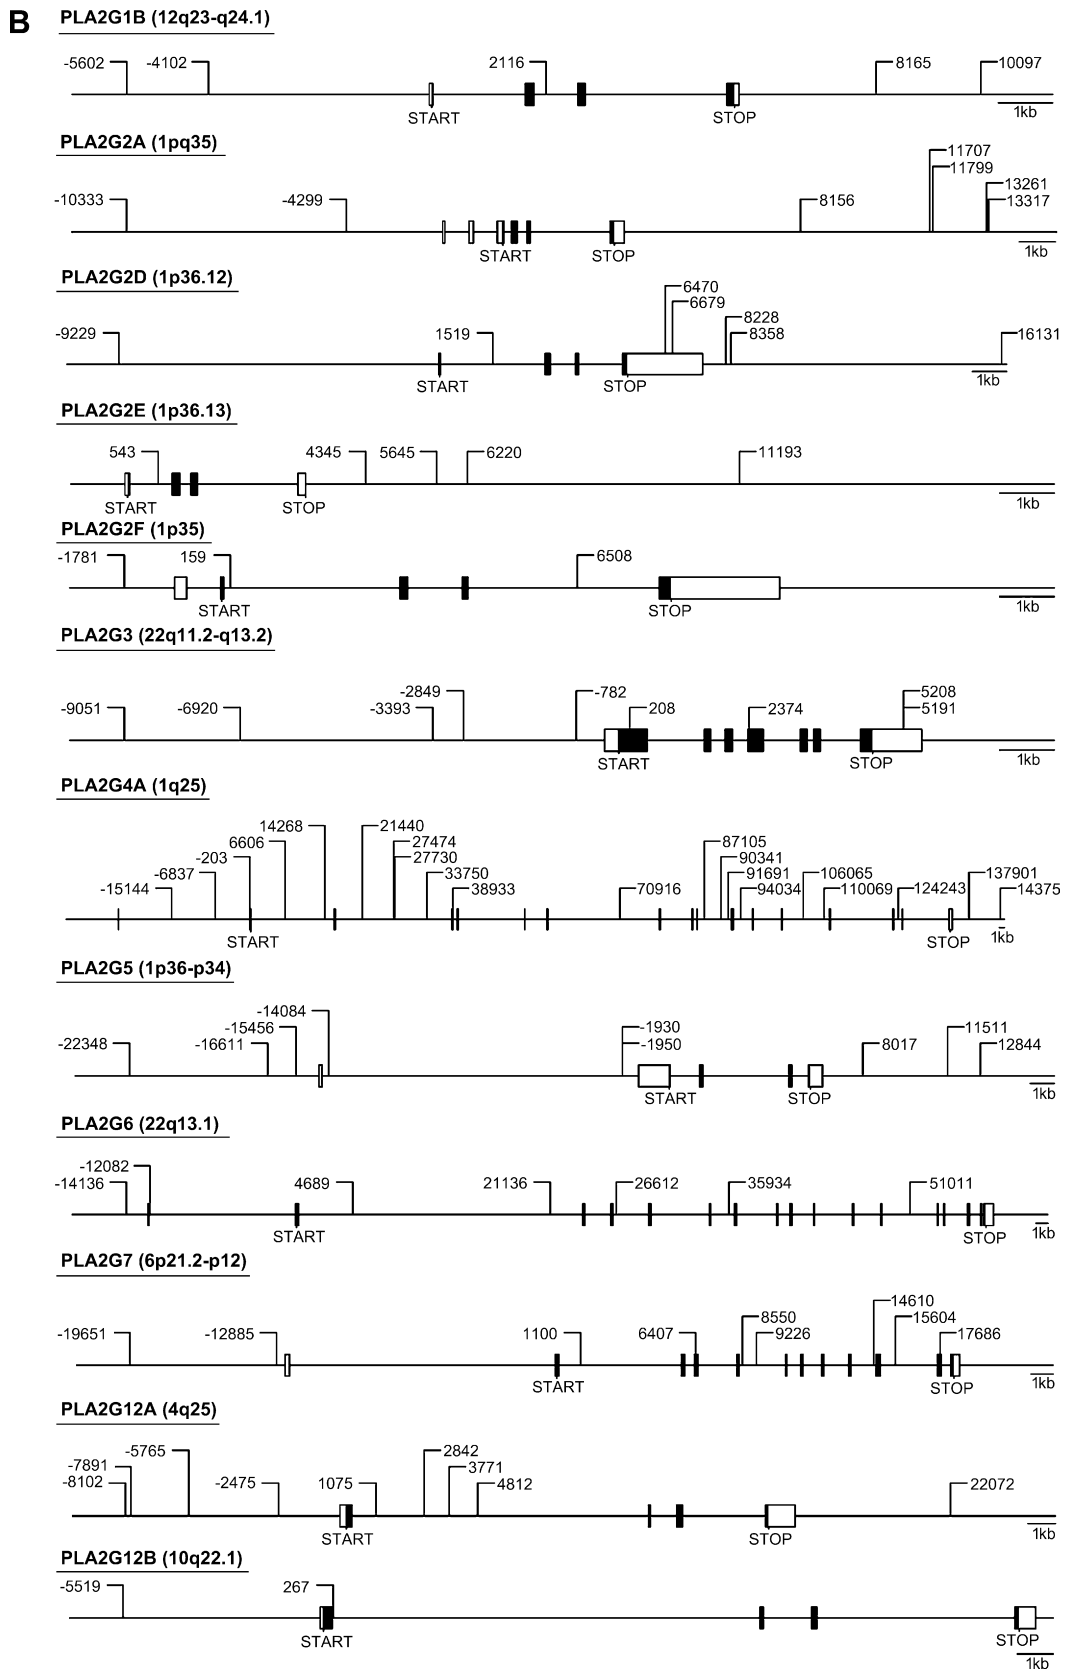 B
PLA2G1B (12q23-q24.1)
-5602 -4102 2116 8165 10097
START STOP 1kb
PLA2G2A (1pq35)
11707
11799
13261
-10333 -4299 8156 13317
START STOP 1kb
PLA2G2D (1p36.12)
6470
6679
8228
-9229 1519 8358 16131
START STOP 1kb
PLA2G2E (1p36.13)
543 4345 5645 6220 11193
START STOP 1kb
PLA2G2F (1p35)
-1781 159 6508
START STOP 1kb
PLA2G3 (22q11.2-q13.2)
-2849 -782 5208
-9051 -6920 -3393 208 2374 5191
START STOP 1kb
PLA2G4A (1q25)
14268 21440
6606 27474 87105
-203 27730 90341
-6837 33750 91691 106065 137901
-15144 38933 70916 94034 110069 124243 14375
START STOP 1kb
PLA2G5 (1p36-p34)
-14084
-15456 -1930 11511
-22348 -16611 -1950 8017 12844
START STOP 1kb
PLA2G6 (22q13.1)
-12082
-14136 4689 21136 26612 35934 51011
START STOP 1kb
PLA2G7 (6p21.2-p12)
14610
8550 15604
-19651 -12885 1100 6407 9226 17686
START STOP 1kb
PLA2G12A (4q25)
-5765 2842
-7891 3771
-8102 -2475 1075 4812 22072
START STOP 1kb
PLA2G12B (10q22.1)
-5519 267
START STOP
1kb